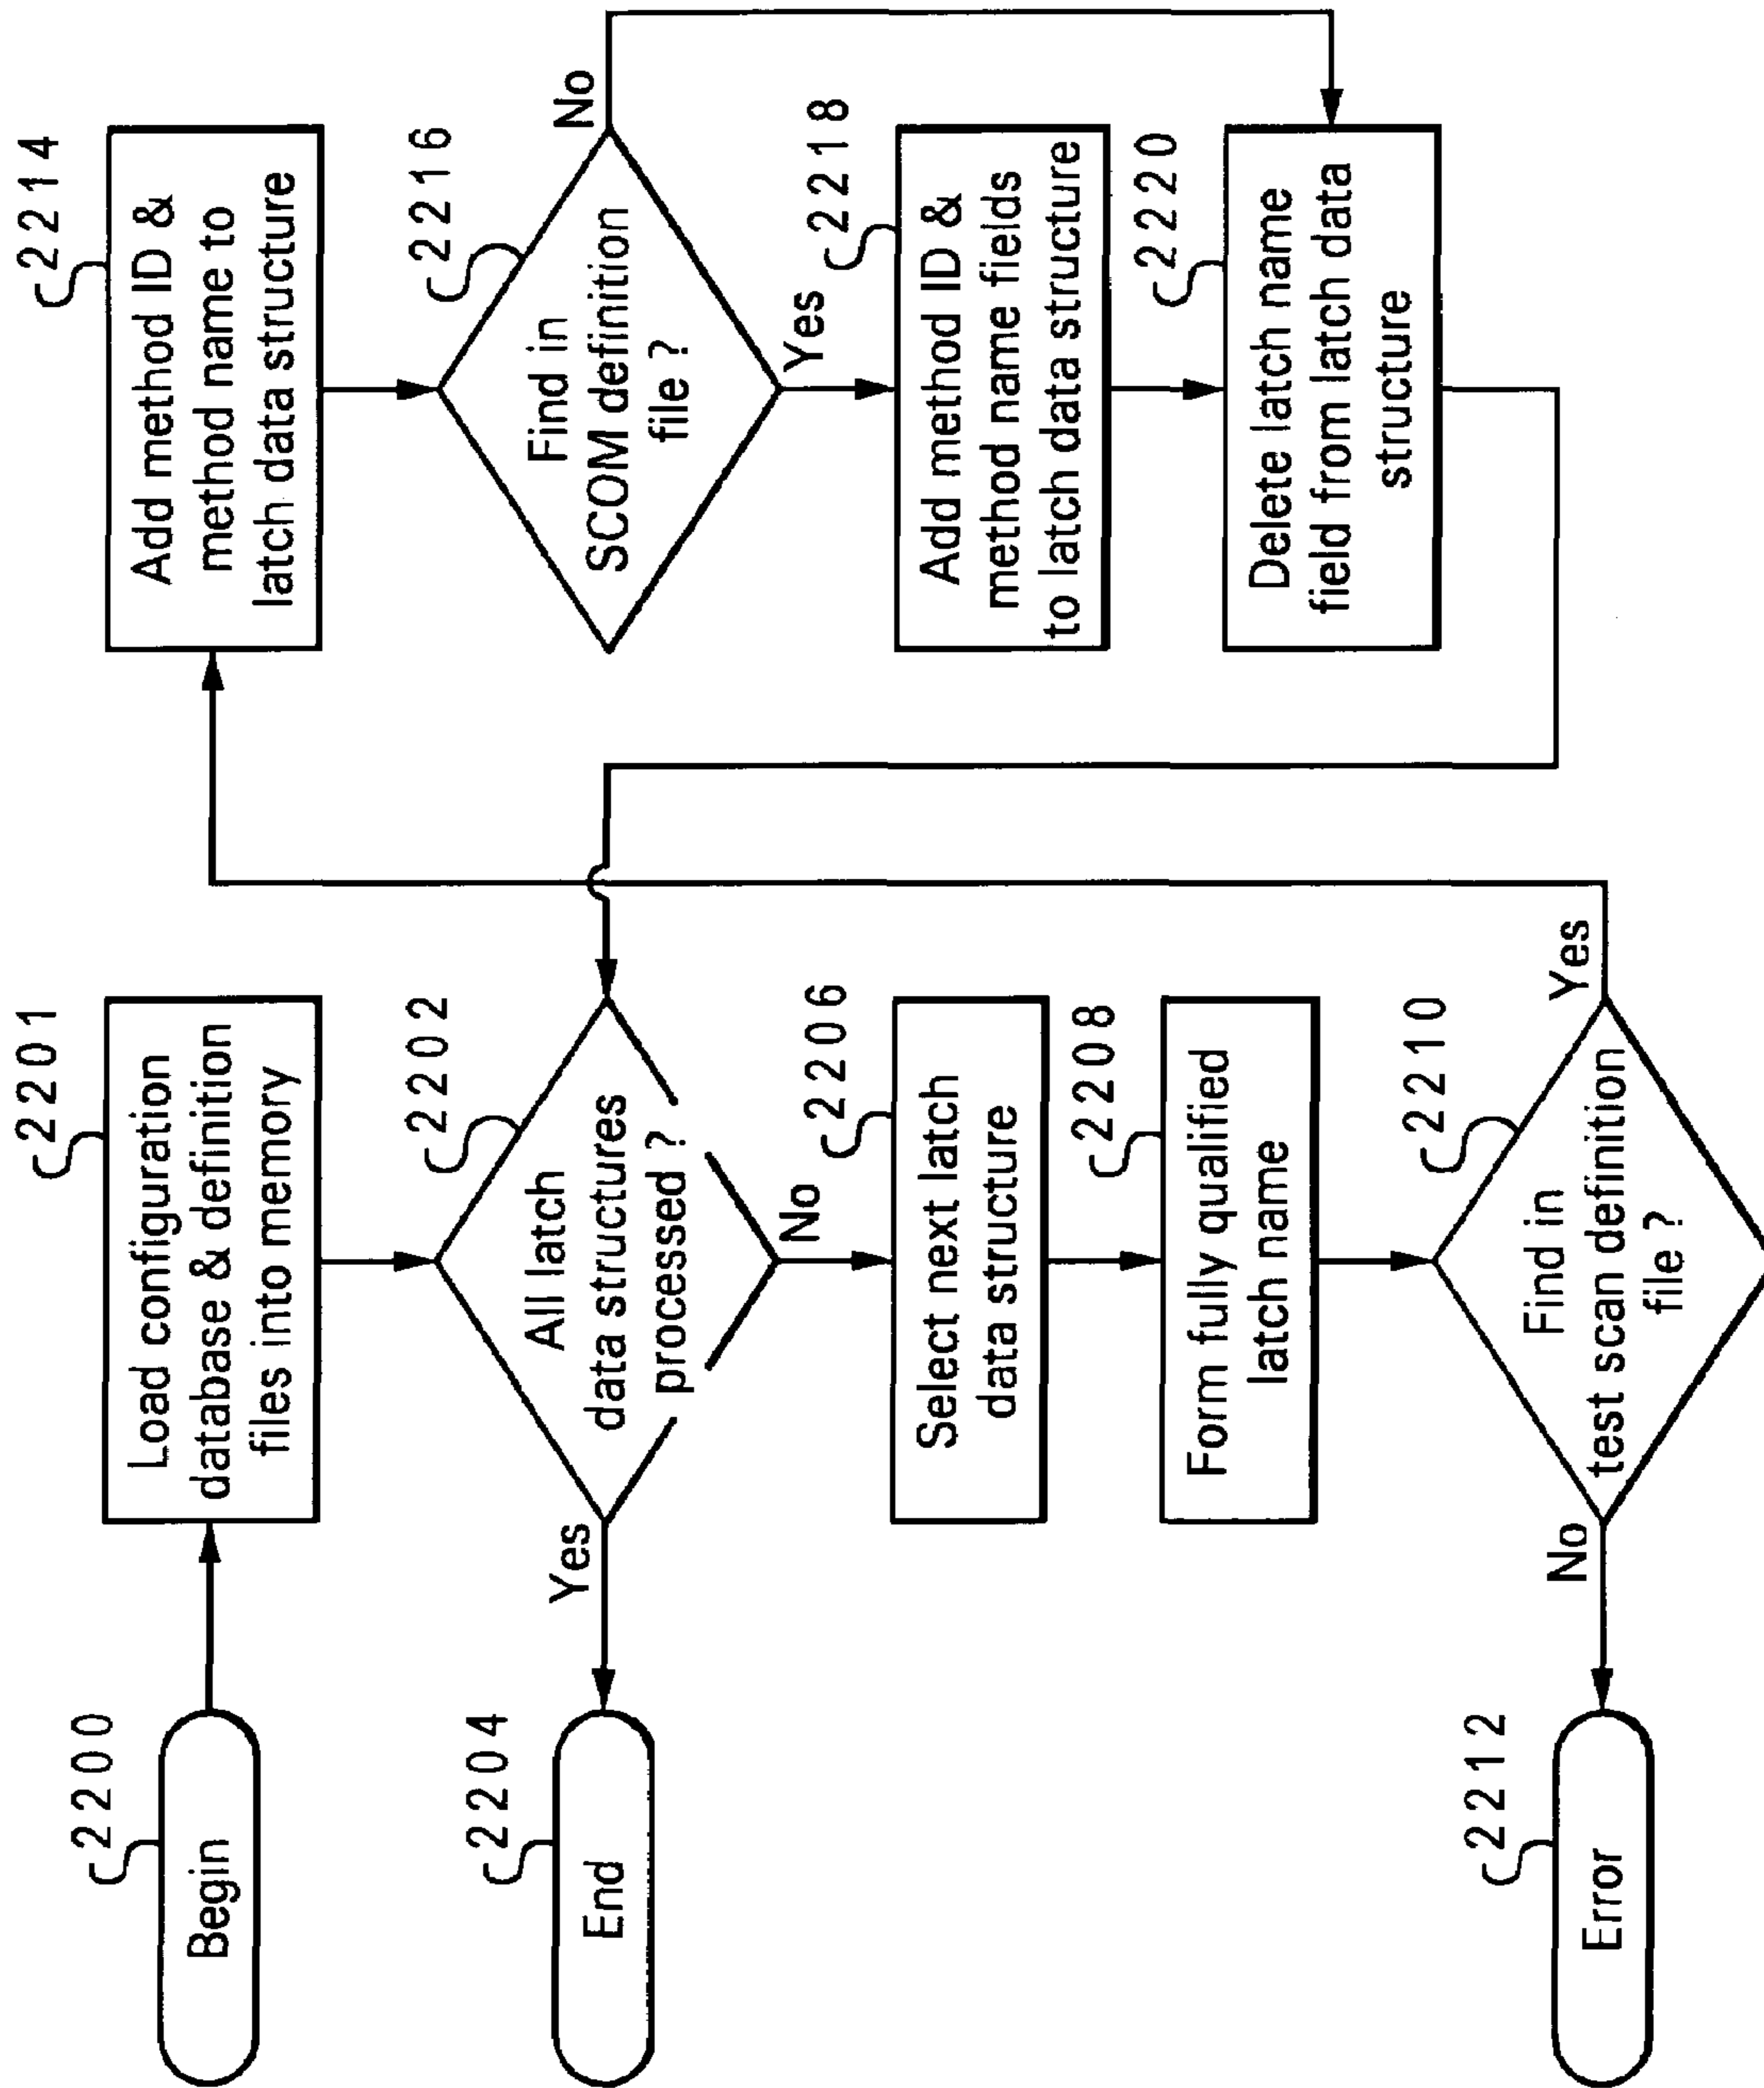 2200
Begin
2201
Load configuration
database & definition
files into memory
2202
All latch
data structures
processed ?
Yes
No
2204
End
2206
Select next latch
data structure
2208
Form fully qualified
latch name
2210
Find in
test scan definition
file ?
No
Yes
2212
Error
2214
Add method ID &
method name to
latch data structure
2216
Find in
SCOM definition
file ?
No
Yes
2218
Add method ID &
method name fields
to latch data structure
2220
Delete latch name
field from latch data
structure